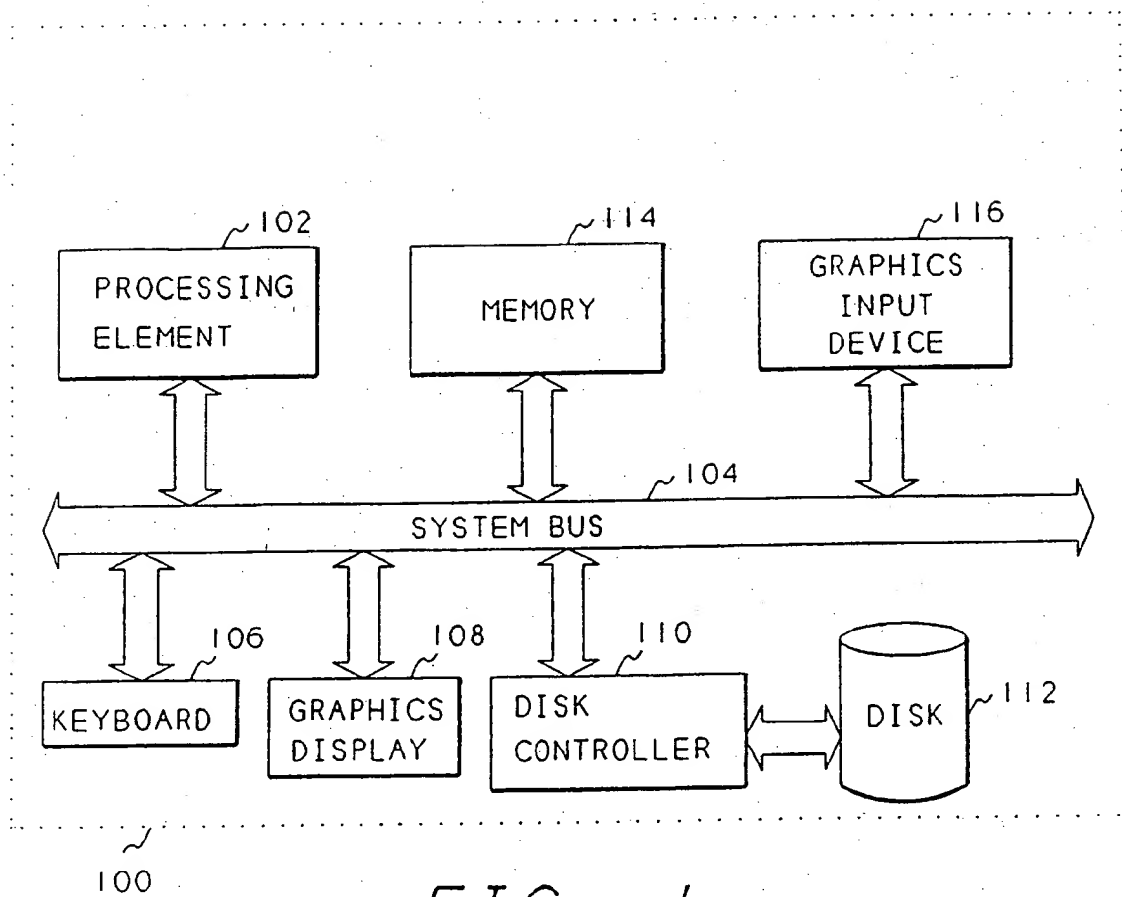 102
114
116
PROCESSING
ELEMENT
MEMORY
GRAPHICS
INPUT
DEVICE
104
SYSTEM BUS
106
108
110
112
KEYBOARD
GRAPHICS
DISPLAY
DISK
CONTROLLER
DISK
100